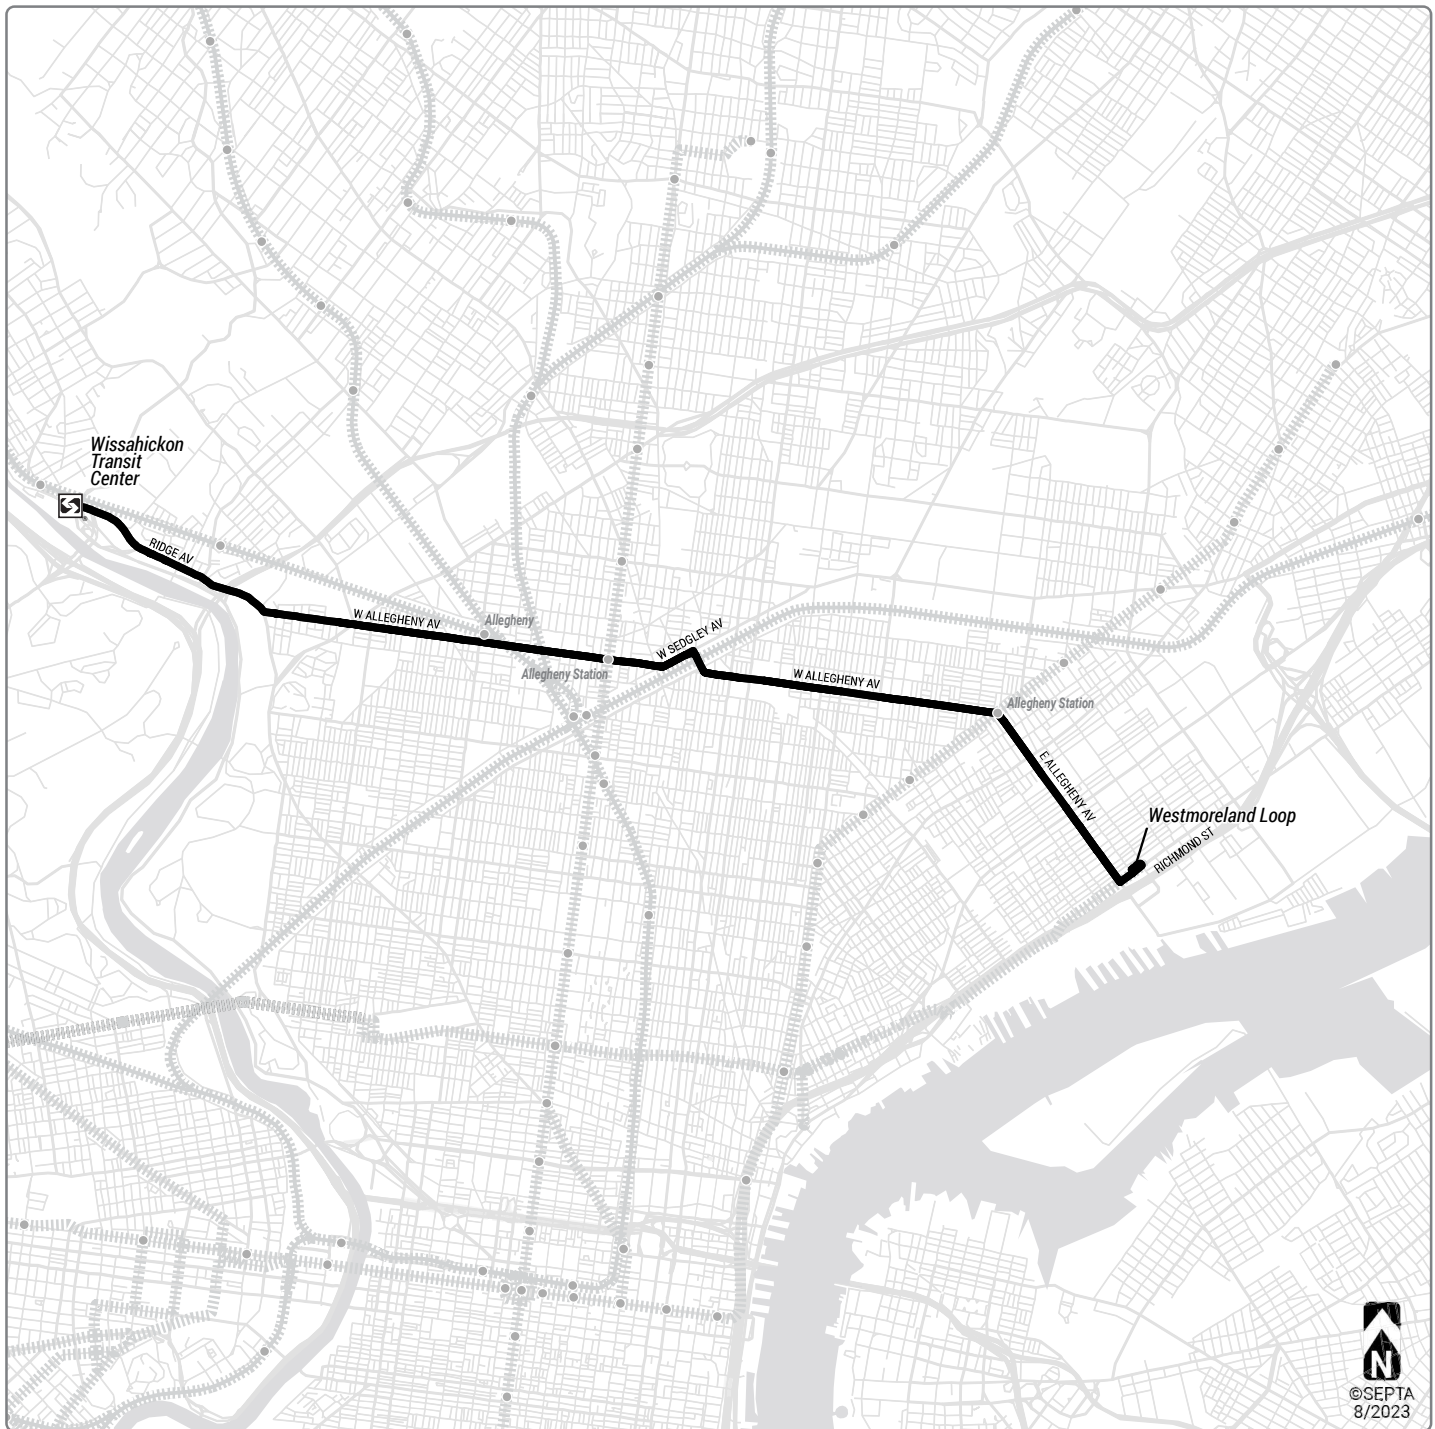 Wissahickon
Transit
Center
RIDGE AV
W ALLEGHENY AV
Allegheny
Allegheny Station
W SEDGLEY AV
W ALLEGHENY AV
Allegheny Station
E ALLEGHENY AV
Westmoreland Loop
RICHMOND ST
N
©SEPTA
8/2023